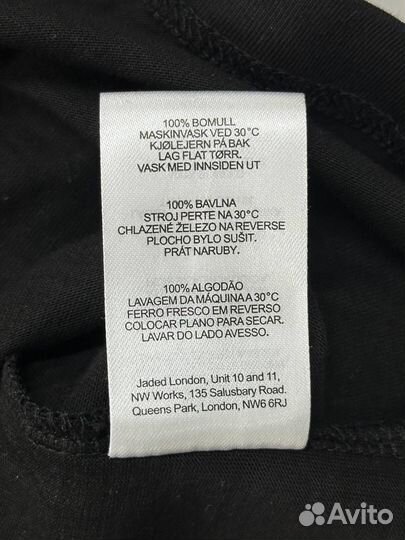 100% BOMULL
MASKINVASK VED 30°C
KJØLEJERN PÅ BAK
LAG FLAT TØRR.
VASK MED INNSIDEN UT
100% BAVLNA
STROJ PERTE NA 30°C
CHLAZENÉ ŽELEZO NA REVERSE
PLOCHO BYLO SUŠIT.
PRÁT NARUBY.
100% ALGODÃO
LAVAGEM DA MÁQUINA A 30°C
FERRO FRESCO EM REVERSO
COLOCAR PLANO PARA SECAR.
LAVAR DO LADO AVESSO.
Jaded London, Unit 10 and 11,
NW Works, 135 Salusbary Road.
Queens Park, London, NW6 6RJ
Avito